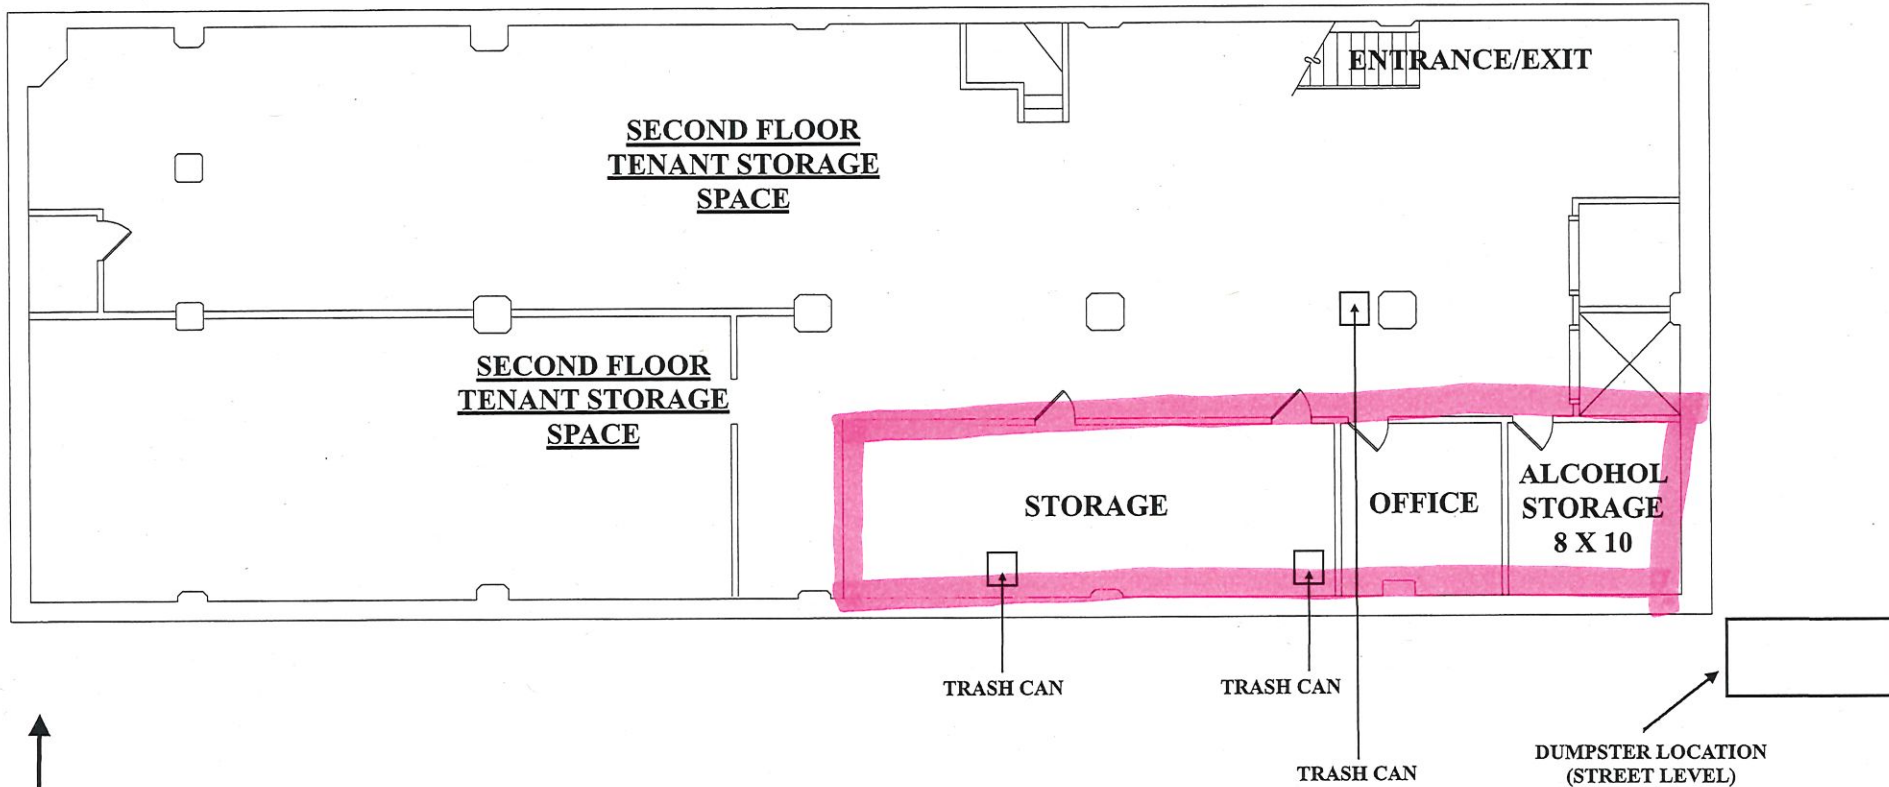 ENTRANCE/EXIT
SECOND FLOOR
TENANT STORAGE
SPACE
SECOND FLOOR
TENANT STORAGE
SPACE
STORAGE
OFFICE
ALCOHOL
STORAGE
8 X 10
TRASH CAN
TRASH CAN
TRASH CAN
DUMPSTER LOCATION
(STREET LEVEL)